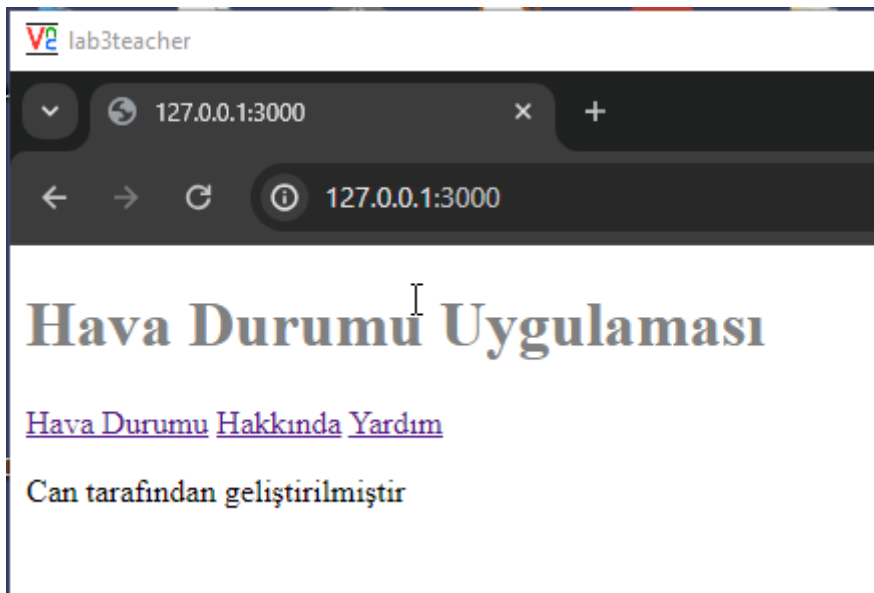 lab3teacher
127.0.0.1:3000
127.0.0.1:3000
Hava Durumu Uygulaması
Hava Durumu Hakkında Yardım
Can tarafından geliştirilmiştir